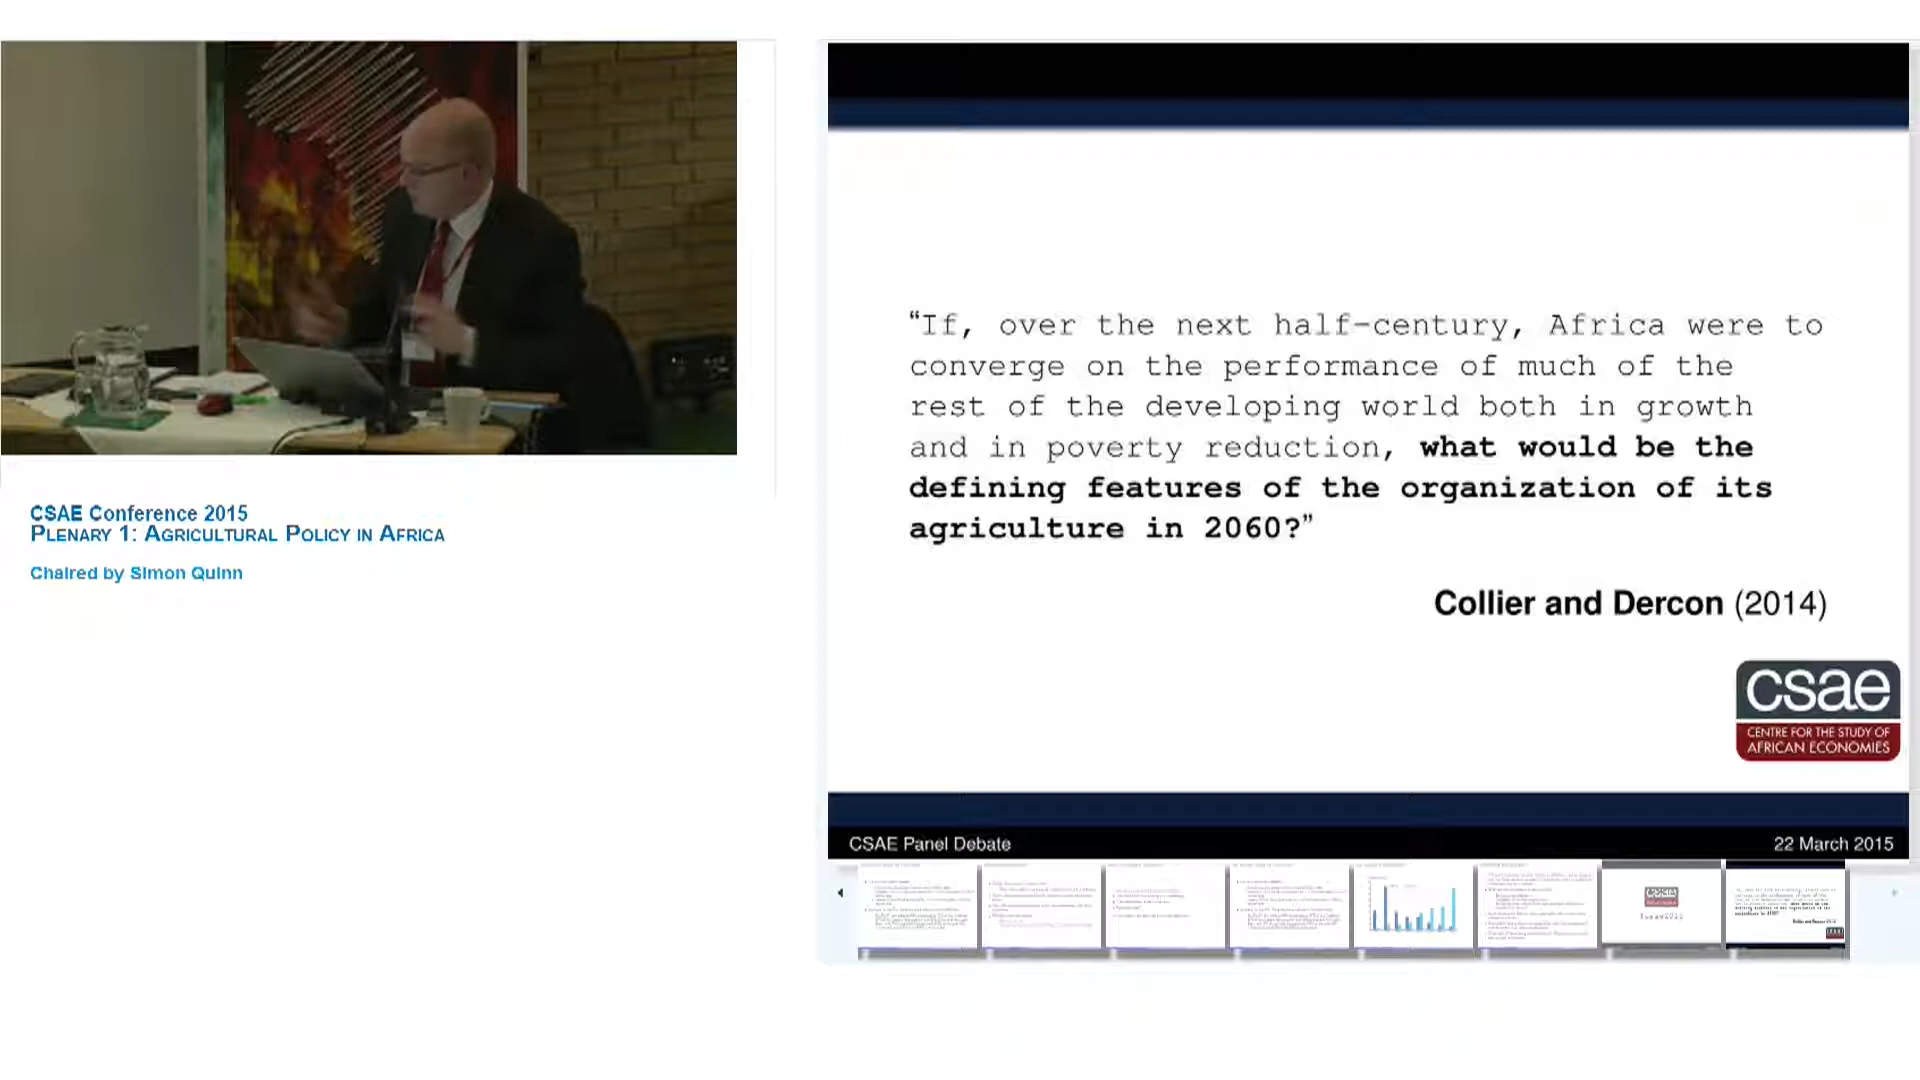 CSAE Conference 2015
PLENARY 1: AGRICULTURAL POLICY IN AFRICA
Chaired by Simon Quinn
“If, over the next half-century, Africa were to
converge on the performance of much of the
rest of the developing world both in growth
and in poverty reduction, what would be the
defining features of the organization of its
agriculture in 2060?”
Collier and Dercon (2014)
csae
CENTRE FOR THE STUDY OF
AFRICAN ECONOMIES
CSAE Panel Debate
22 March 2015